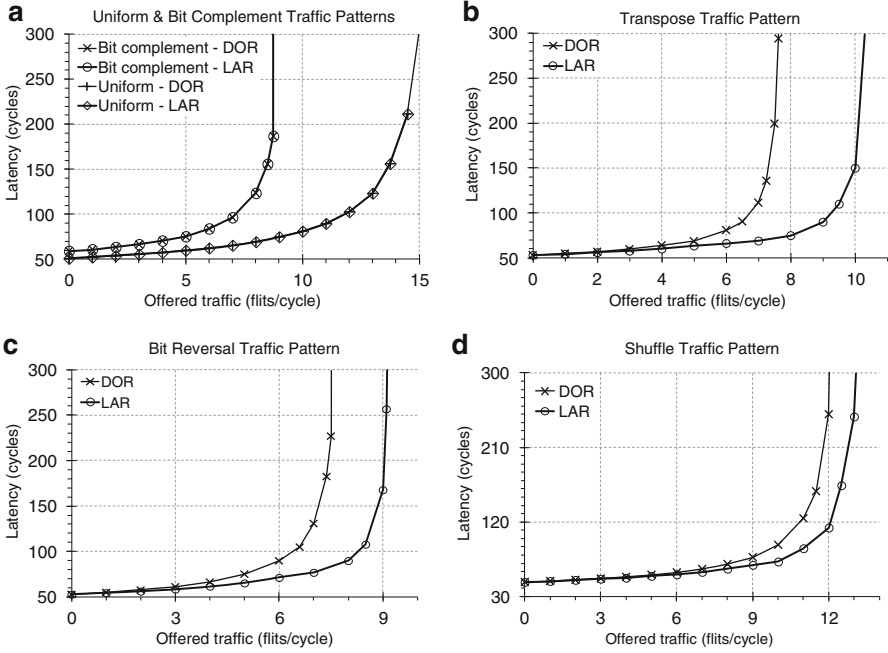 a
Uniform & Bit Complement Traffic Patterns
300
250
200
150
100
50
Latency (cycles)
Bit complement - DOR
Bit complement - LAR
Uniform - DOR
Uniform - LAR
0 5 10 15
Offered traffic (flits/cycle)
b
Transpose Traffic Pattern
300
250
200
150
100
50
Latency (cycles)
DOR
LAR
0 2 4 6 8 10
Offered traffic (flits/cycle)
c
Bit Reversal Traffic Pattern
300
250
200
150
100
50
Latency (cycles)
DOR
LAR
0 3 6 9
Offered traffic (flits/cycle)
d
Shuffle Traffic Pattern
300
210
120
30
Latency (cycles)
DOR
LAR
0 3 6 9 12
Offered traffic (flits/cycle)